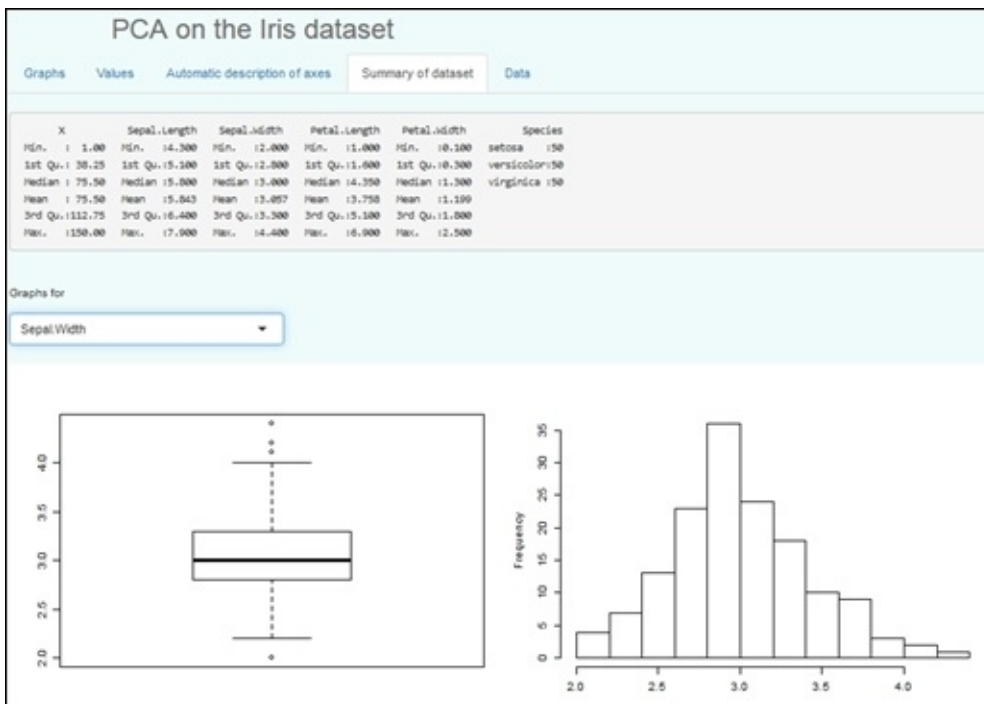 PCA on the Iris dataset
Graphs Values Automatic description of axes Summary of dataset Data
X Sepal.Length Sepal.Width Petal.Length Petal.Width Species
Min. : 1.00 Min. :4.300 Min. :2.000 Min. :1.000 Min. :0.100 setosa :50
1st Qu.: 38.25 1st Qu.:5.100 1st Qu.:2.800 1st Qu.:1.600 1st Qu.:0.300 versicolor:50
Median : 75.50 Median :5.800 Median :3.000 Median :4.350 Median :1.300 virginica :50
Mean : 75.50 Mean :5.843 Mean :3.057 Mean :3.758 Mean :1.199
3rd Qu.:112.75 3rd Qu.:6.400 3rd Qu.:3.300 3rd Qu.:5.100 3rd Qu.:1.800
Max. :150.00 Max. :7.900 Max. :4.400 Max. :6.900 Max. :2.500
Graphs for
Sepal.Width
4.0
3.5
3.0
2.5
2.0
Frequency
35
30
25
20
15
10
5
0
2.0 2.5 3.0 3.5 4.0